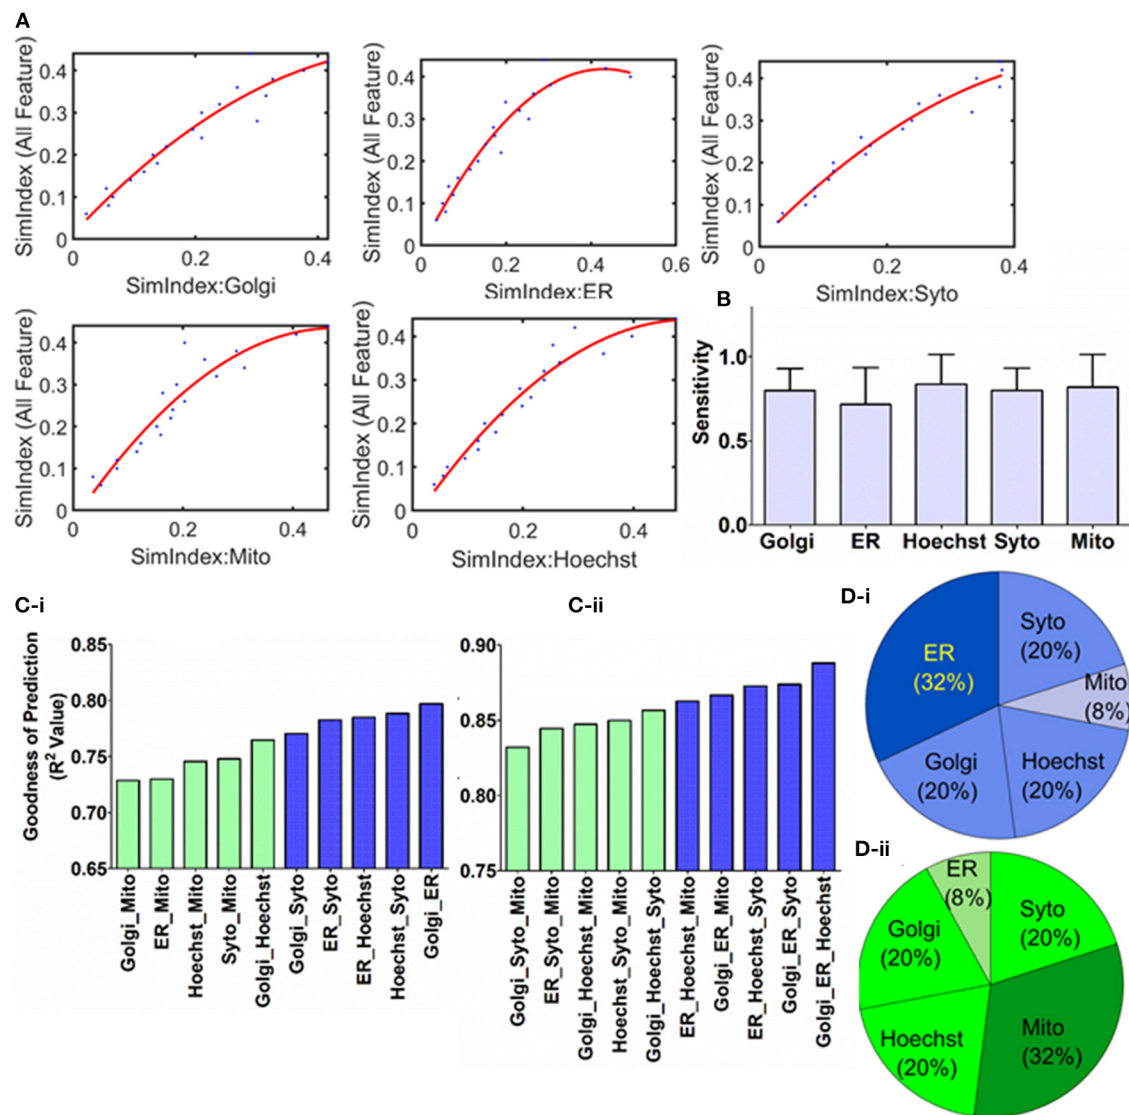 A
SimIndex (All Feature)
0.4
0.3
0.2
0.1
0
0.2
0.4
SimIndex:Golgi
SimIndex (All Feature)
0.4
0.3
0.2
0.1
0
0
0.2
0.4
0.6
SimIndex:ER
SimIndex (All Feature)
0.4
0.3
0.2
0.1
0
0
0.2
0.4
SimIndex:Syto
SimIndex (All Feature)
0.4
0.3
0.2
0.1
0
0
0.2
0.4
SimIndex:Mito
SimIndex (All Feature)
0.4
0.3
0.2
0.1
0
0
0.2
0.4
SimIndex:Hoechst
B
Sensitivity
1.0
0.5
0.0
Golgi
ER
Hoechst
Syto
Mito
C-i
Goodness of Prediction
(R² Value)
0.85
0.80
0.75
0.70
0.65
Golgi_Mito
ER_Mito
Hoechst_Mito
Syto_Mito
Golgi_Hoechst
Golgi_Syto
ER_Syto
ER_Hoechst
Hoechst_Syto
Golgi_ER
C-ii
0.90
0.85
0.80
0.75
Golgi_Syto_Mito
ER_Syto_Mito
Golgi_Hoechst_Mito
Hoechst_Syto_Mito
Golgi_Hoechst_Syto
ER_Hoechst_Mito
Golgi_ER_Mito
ER_Hoechst_Syto
Golgi_ER_Syto
Golgi_ER_Hoechst
D-i
ER
(32%)
Syto
(20%)
Mito
(8%)
Hoechst
(20%)
Golgi
(20%)
D-ii
ER
(8%)
Syto
(20%)
Mito
(32%)
Hoechst
(20%)
Golgi
(20%)